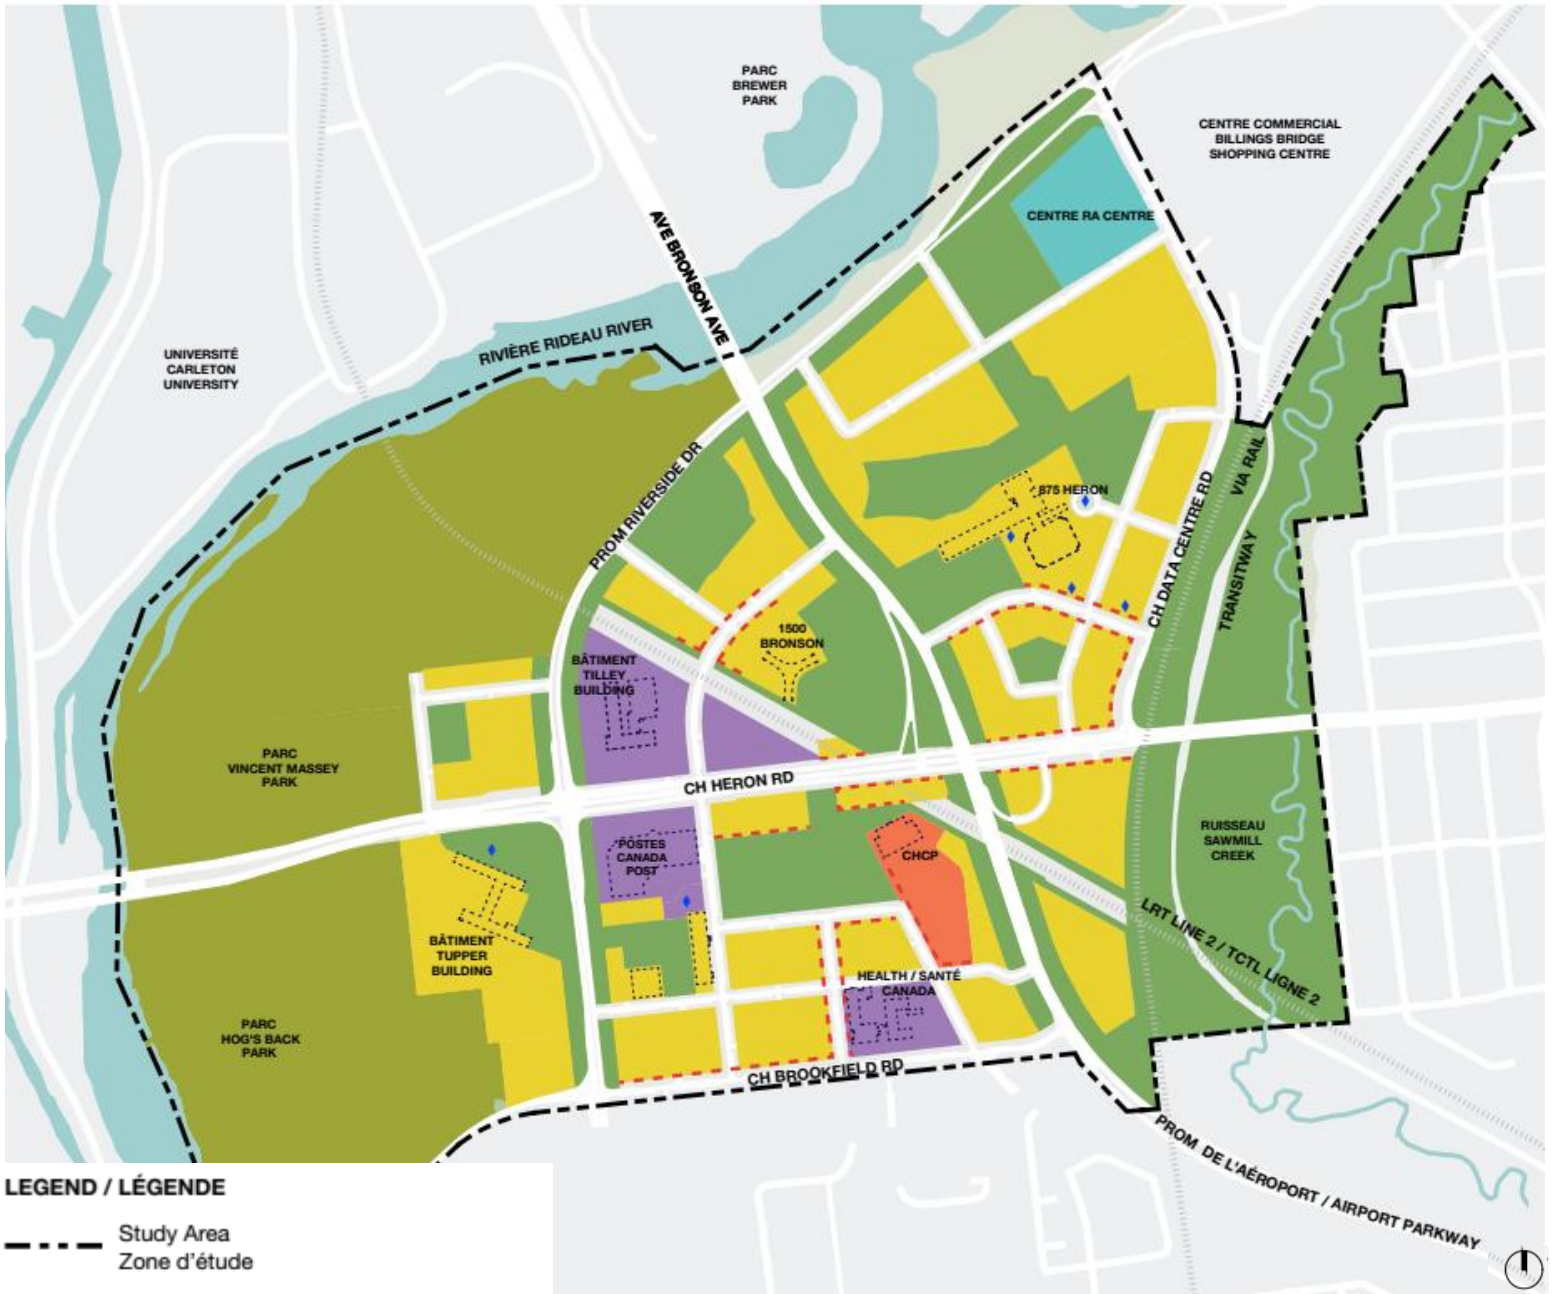 PARC
BREWER
PARK
CENTRE COMMERCIAL
BILLINGS BRIDGE
SHOPPING CENTRE
CENTRE RA CENTRE
AVE BRONSON AVE
RIVIÈRE RIDEAU RIVER
UNIVERSITÉ
CARLETON
UNIVERSITY
PROM RIVERSIDE DR
875 HERON
VIA RAIL
CH DATA CENTRE RD
TRANSITWAY
1500
BRONSON
BÂTIMENT
TILLEY
BUILDING
PARC
VINCENT MASSEY
PARK
CH HERON RD
POSTES
CANADA
POST
CHCP
RUISSEAU
SAWMILL
CREEK
LRT LINE 2 / TCTL LIGNE 2
BÂTIMENT
TUPPER
BUILDING
HEALTH / SANTÉ
CANADA
PARC
HOG'S BACK
PARK
CH BROOKFIELD RD
PROM DE L'AÉROPORT / AIRPORT PARKWAY
LEGEND / LÉGENDE
Study Area
Zone d'étude